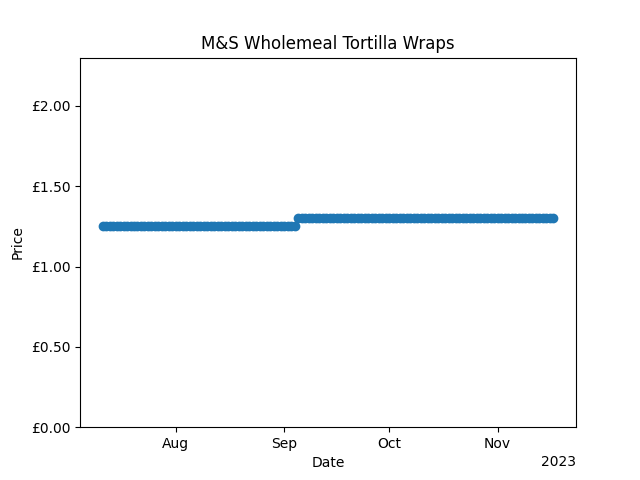 M&S Wholemeal Tortilla Wraps
£2.00
£1.50
£1.00
£0.50
£0.00
Price
Aug Sep Oct Nov
Date
2023